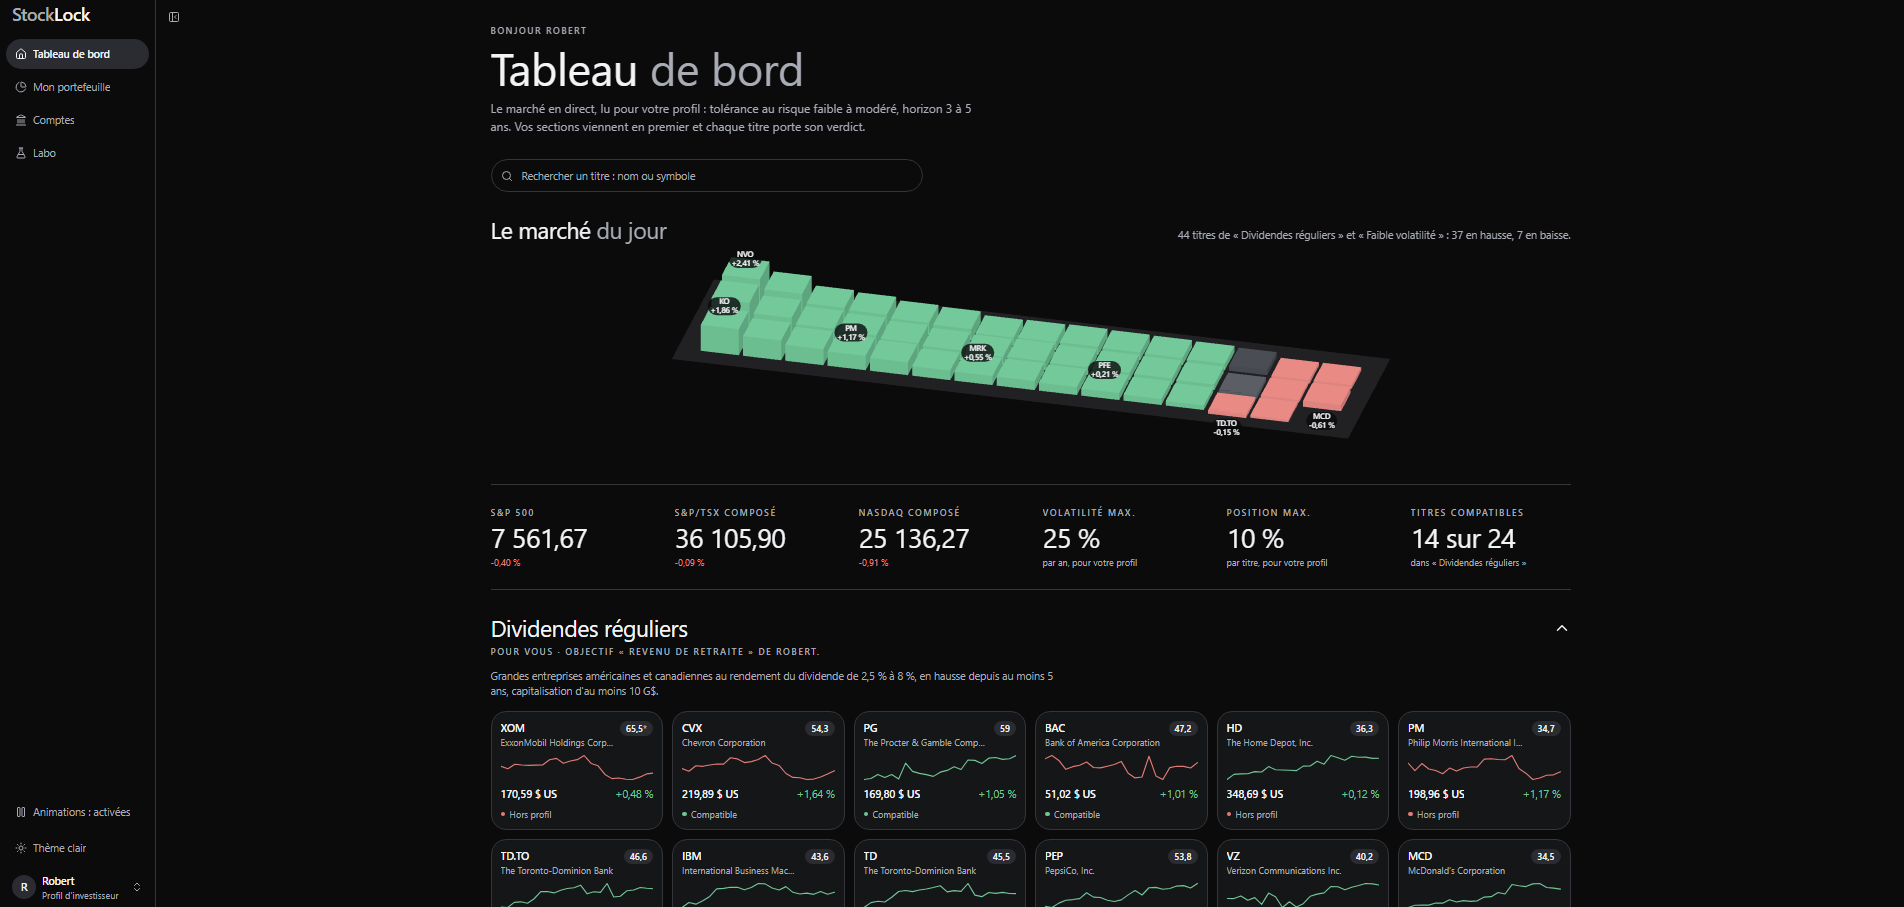 StockLock
Tableau de bord
Mon portefeuille
Comptes
Labo
Animations : activées
Thème clair
R
Robert
Profil d'investisseur
BONJOUR ROBERT
Tableau de bord
Le marché en direct, lu pour votre profil : tolérance au risque faible à modéré, horizon 3 à 5
ans. Vos sections viennent en premier et chaque titre porte son verdict.
Rechercher un titre : nom ou symbole
Le marché du jour
44 titres de « Dividendes réguliers » et « Faible volatilité » : 37 en hausse, 7 en baisse.
NVO
+2,41 %
KO
+1,86 %
PM
+1,17 %
MRK
+0,55 %
PFE
+0,21 %
TD.TO
-0,15 %
MCD
-0,61 %
S&P 500
7 561,67
-0,40 %
S&P/TSX COMPOSÉ
36 105,90
-0,09 %
NASDAQ COMPOSÉ
25 136,27
-0,91 %
VOLATILITÉ MAX.
25 %
par an, pour votre profil
POSITION MAX.
10 %
par titre, pour votre profil
TITRES COMPATIBLES
14 sur 24
dans « Dividendes réguliers »
Dividendes réguliers
POUR VOUS · OBJECTIF « REVENU DE RETRAITE » DE ROBERT.
Grandes entreprises américaines et canadiennes au rendement du dividende de 2,5 % à 8 %, en hausse depuis au moins 5
ans, capitalisation d'au moins 10 G$.
XOM 65,5*
ExxonMobil Holdings Corp...
170,59 $ US +0,48 %
Hors profil
CVX 54,3
Chevron Corporation
219,89 $ US +1,64 %
Compatible
PG 59
The Procter & Gamble Comp...
169,80 $ US +1,05 %
Compatible
BAC 47,2
Bank of America Corporation
51,02 $ US +1,01 %
Compatible
HD 36,3
The Home Depot, Inc.
348,69 $ US +0,12 %
Hors profil
PM 34,7
Philip Morris International I...
198,96 $ US +1,17 %
Hors profil
TD.TO 46,6
The Toronto-Dominion Bank
IBM 43,6
International Business Mac...
TD 45,5
The Toronto-Dominion Bank
PEP 53,8
PepsiCo, Inc.
VZ 40,2
Verizon Communications Inc.
MCD 34,5
McDonald's Corporation